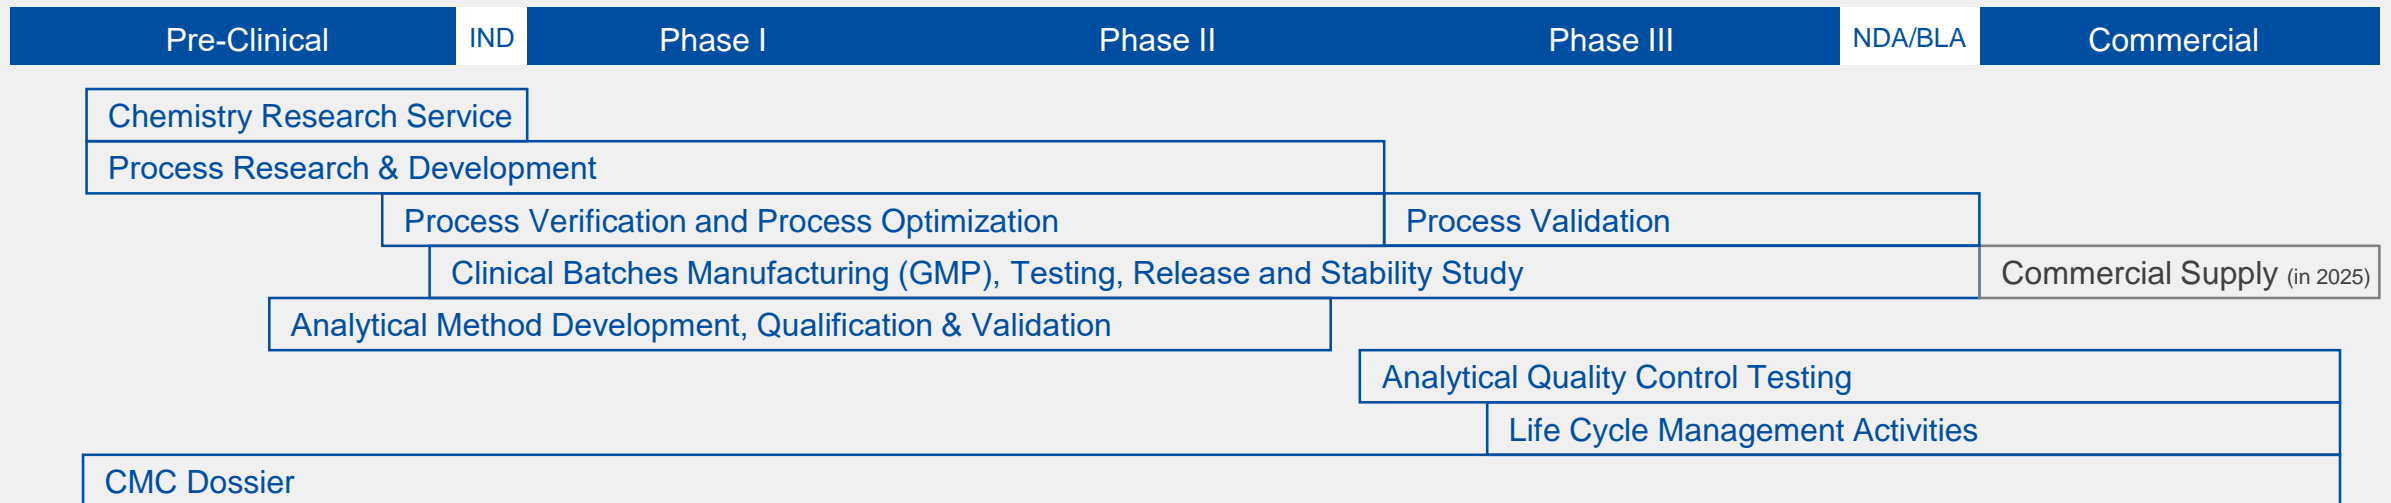 Pre-Clinical IND Phase I Phase II Phase III NDA/BLA Commercial
Chemistry Research Service
Process Research & Development
Process Verification and Process Optimization Process Validation
Clinical Batches Manufacturing (GMP), Testing, Release and Stability Study Commercial Supply (in 2025)
Analytical Method Development, Qualification & Validation
Analytical Quality Control Testing
Life Cycle Management Activities
CMC Dossier